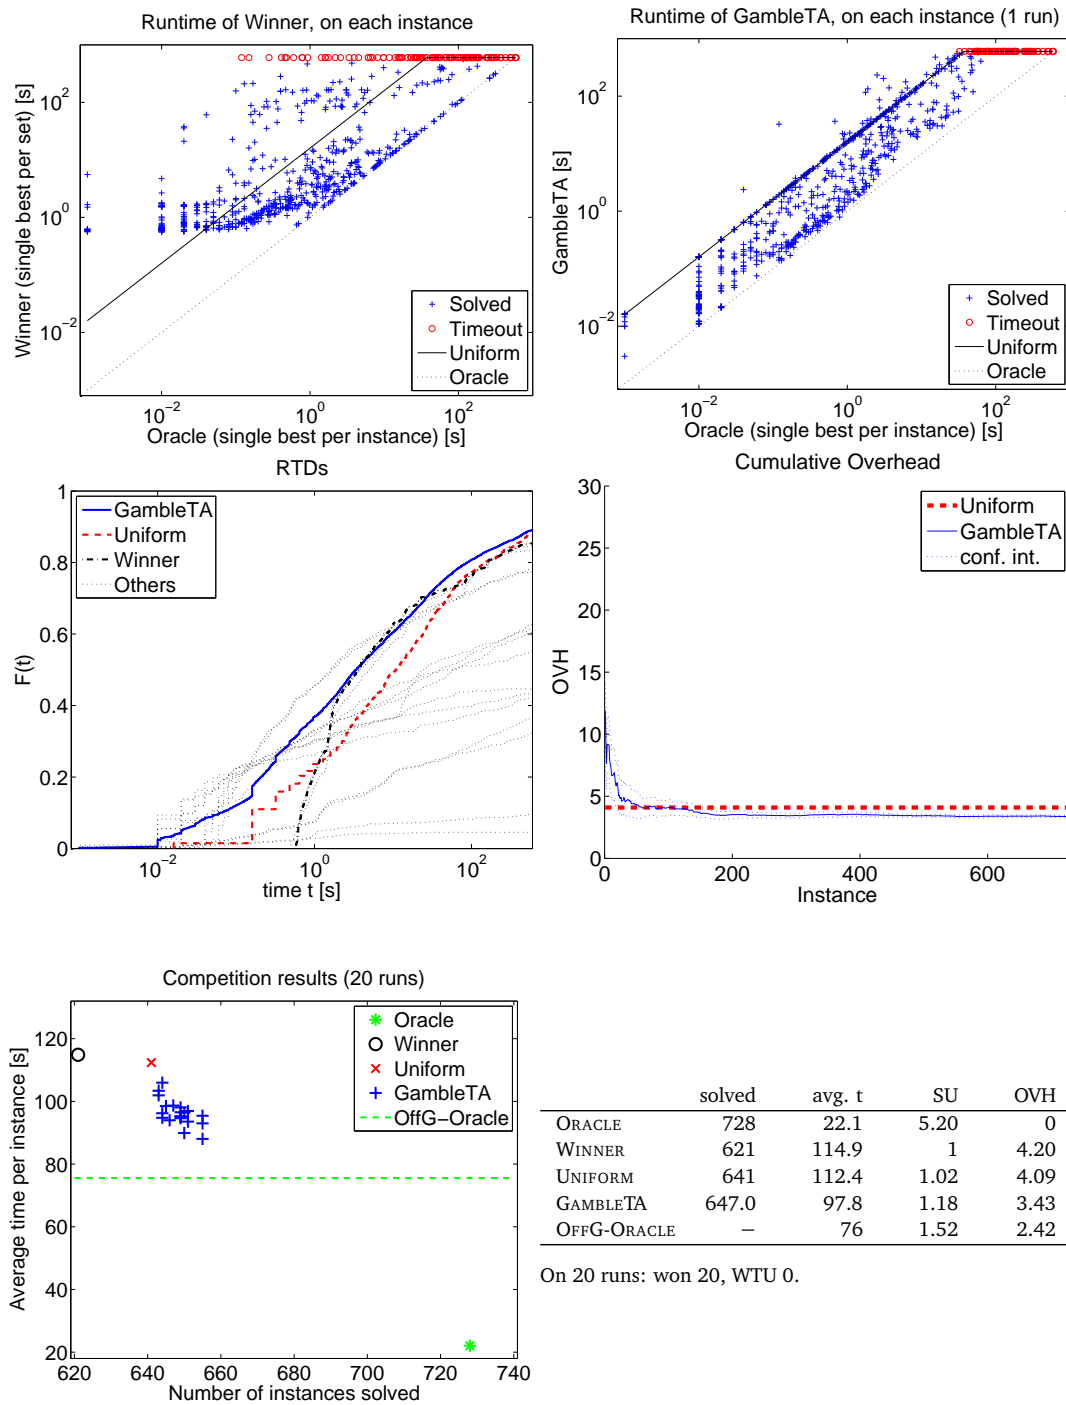 Runtime of Winner, on each instance
Winner (single best per set) [s]
10^2
10^0
10^−2
Solved
Timeout
Uniform
Oracle
10^−2
10^0
10^2
Oracle (single best per instance) [s]
Runtime of GambleTA, on each instance (1 run)
GambleTA [s]
10^2
10^0
10^−2
Solved
Timeout
Uniform
Oracle
10^−2
10^0
10^2
Oracle (single best per instance) [s]
RTDs
F(t)
1
0.8
0.6
0.4
0.2
0
GambleTA
Uniform
Winner
Others
10^−2
10^0
10^2
time t [s]
Cumulative Overhead
OVH
30
25
20
15
10
5
0
Uniform
GambleTA
conf. int.
0
200
400
600
Instance
Competition results (20 runs)
Average time per instance [s]
120
100
80
60
40
20
Oracle
Winner
Uniform
GambleTA
OffG−Oracle
620
640
660
680
700
720
740
Number of instances solved
solved avg. t SU OVH
ORACLE 728 22.1 5.20 0
WINNER 621 114.9 1 4.20
UNIFORM 641 112.4 1.02 4.09
GAMBLETA 647.0 97.8 1.18 3.43
OFFG-ORACLE − 76 1.52 2.42
On 20 runs: won 20, WTU 0.